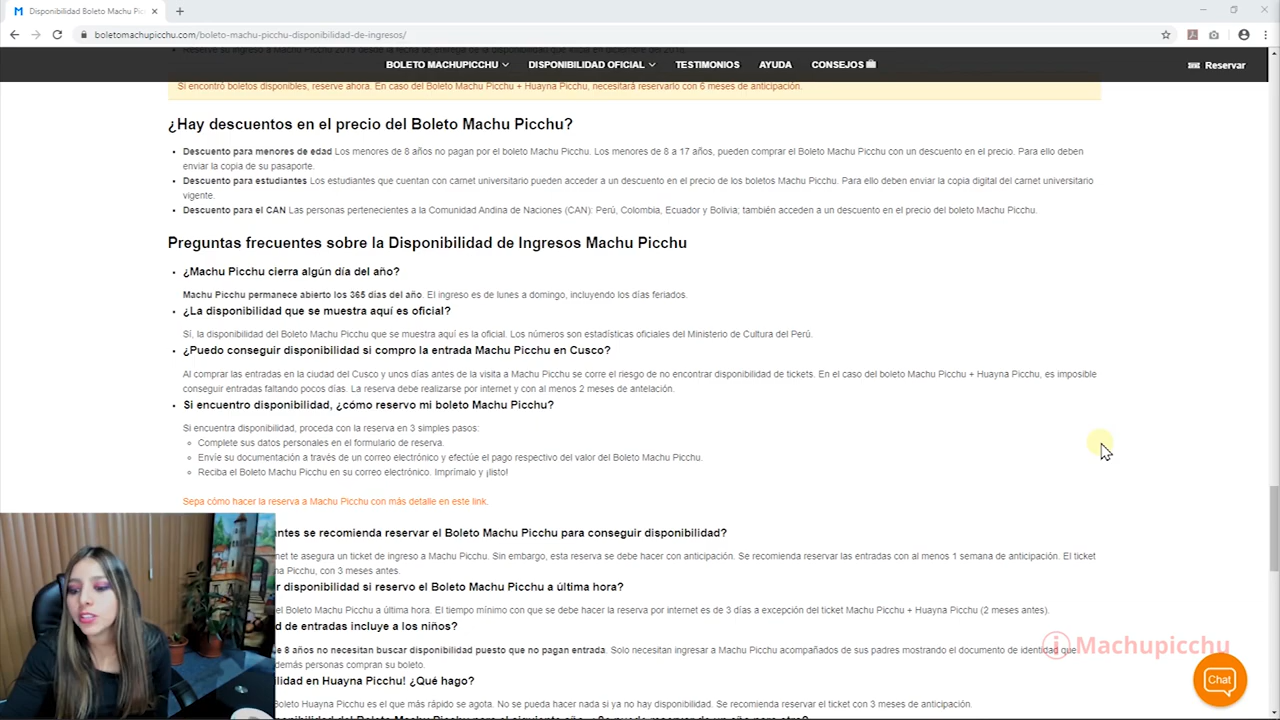 Disponibilidad Boleto Machu Pic
boletomachupicchu.com/boleto-machu-picchu-disponibilidad-de-ingresos/
BOLETO MACHUPICCHU DISPONIBILIDAD OFICIAL TESTIMONIOS AYUDA CONSEJOS Reservar
Si encontró boletos disponibles, reserve ahora. En caso del Boleto Machu Picchu + Huayna Picchu, necesitará reservarlo con 6 meses de anticipación.
¿Hay descuentos en el precio del Boleto Machu Picchu?
Descuento para menores de edad Los menores de 8 años no pagan por el boleto Machu Picchu. Los menores de 8 a 17 años, pueden comprar el Boleto Machu Picchu con un descuento en el precio. Para ello deben
enviar la copia de su pasaporte.
Descuento para estudiantes Los estudiantes que cuentan con carnet universitario pueden acceder a un descuento en el precio de los boletos Machu Picchu. Para ello deben enviar la copia digital del carnet universitario
vigente.
Descuento para el CAN Las personas pertenecientes a la Comunidad Andina de Naciones (CAN): Perú, Colombia, Ecuador y Bolivia; también acceden a un descuento en el precio del boleto Machu Picchu.
Preguntas frecuentes sobre la Disponibilidad de Ingresos Machu Picchu
¿Machu Picchu cierra algún día del año?
Machu Picchu permanece abierto los 365 días del año. El ingreso es de lunes a domingo, incluyendo los días feriados.
¿La disponibilidad que se muestra aquí es oficial?
Sí, la disponibilidad del Boleto Machu Picchu que se muestra aquí es la oficial. Los números son estadísticas oficiales del Ministerio de Cultura del Perú.
¿Puedo conseguir disponibilidad si compro la entrada Machu Picchu en Cusco?
Al comprar las entradas en la ciudad del Cusco y unos días antes de la visita a Machu Picchu se corre el riesgo de no encontrar disponibilidad de tickets. En el caso del boleto Machu Picchu + Huayna Picchu, es imposible
conseguir entradas faltando pocos días. La reserva debe realizarse por internet y con al menos 2 meses de antelación.
Si encuentro disponibilidad, ¿cómo reservo mi boleto Machu Picchu?
Si encuentra disponibilidad, proceda con la reserva en 3 simples pasos:
Complete sus datos personales en el formulario de reserva.
Envíe su documentación a través de un correo electrónico y efectúe el pago respectivo del valor del Boleto Machu Picchu.
Reciba el Boleto Machu Picchu en su correo electrónico. Imprímalo y ¡listo!
Sepa cómo hacer la reserva a Machu Picchu con más detalle en este link.
antes se recomienda reservar el Boleto Machu Picchu para conseguir disponibilidad?
net te asegura un ticket de ingreso a Machu Picchu. Sin embargo, esta reserva se debe hacer con anticipación. Se recomienda reservar las entradas con al menos 1 semana de anticipación. El ticket
na Picchu, con 3 meses antes.
r disponibilidad si reservo el Boleto Machu Picchu a última hora?
el Boleto Machu Picchu a última hora. El tiempo mínimo con que se debe hacer la reserva por internet es de 3 días a excepción del ticket Machu Picchu + Huayna Picchu (2 meses antes).
d de entradas incluye a los niños?
e 8 años no necesitan buscar disponibilidad puesto que no pagan entrada. Solo necesitan ingresar a Machu Picchu acompañados de sus padres mostrando el documento de identidad que
demás personas compran su boleto.
i Machupicchu
bilidad en Huayna Picchu! ¿Qué hago?
Boleto Huayna Picchu es el que más rápido se agota. No se pueda hacer nada si ya no hay disponibilidad. Se recomienda reservar el ticket con 3 meses de anticipación.
Chat